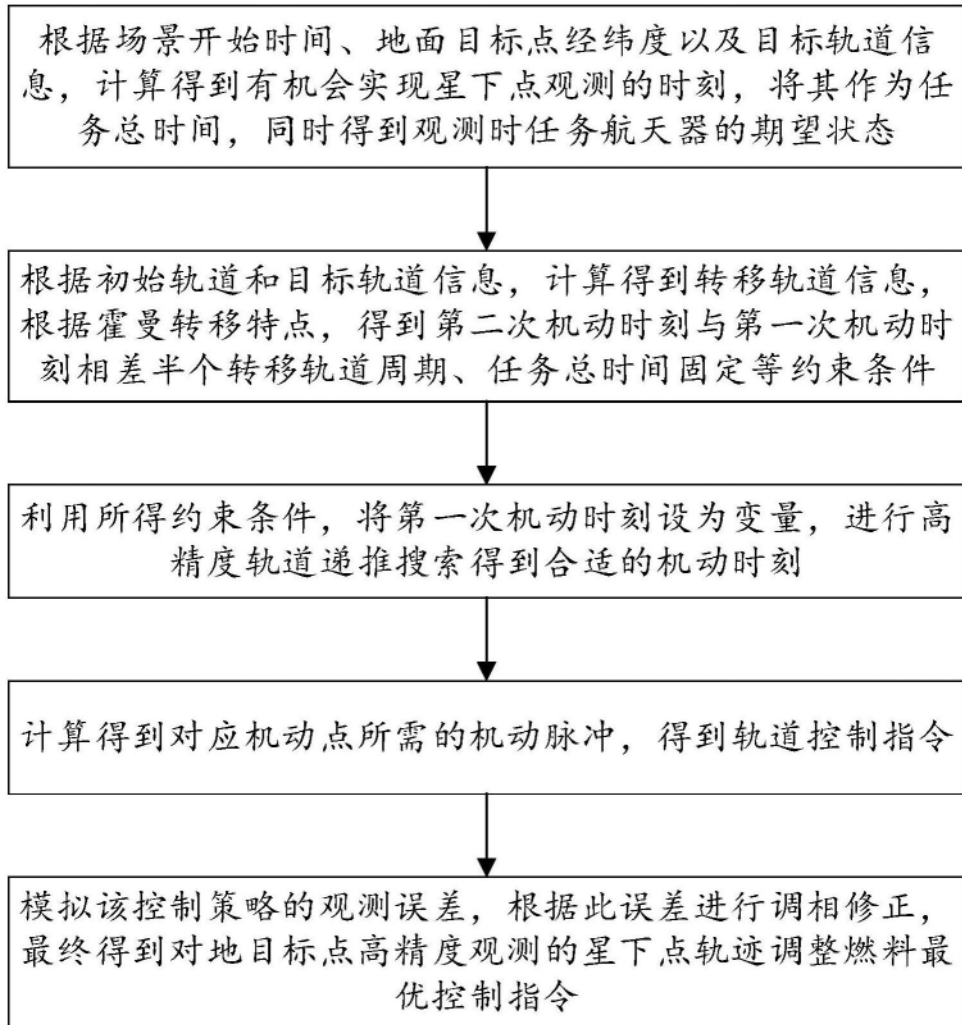 根据场景开始时间、地面目标点经纬度以及目标轨道信
息，计算得到有机会实现星下点观测的时刻，将其作为任
务总时间，同时得到观测时任务航天器的期望状态
根据初始轨道和目标轨道信息，计算得到转移轨道信息，
根据霍曼转移特点，得到第二次机动时刻与第一次机动时
刻相差半个转移轨道周期、任务总时间固定等约束条件
利用所得约束条件，将第一次机动时刻设为变量，进行高
精度轨道递推搜索得到合适的机动时刻
计算得到对应机动点所需的机动脉冲，得到轨道控制指令
模拟该控制策略的观测误差，根据此误差进行调相修正，
最终得到对地目标点高精度观测的星下点轨迹调整燃料最
优控制指令